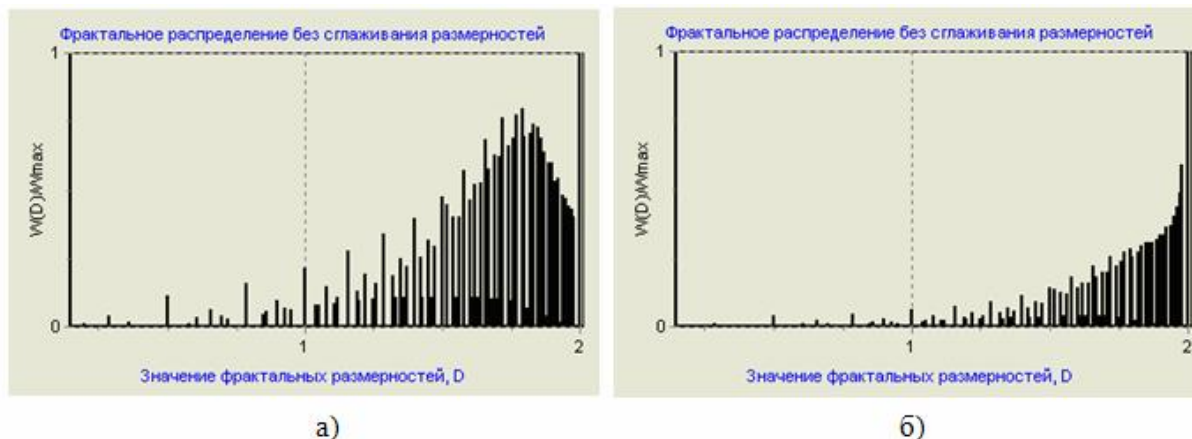 Фрактальное распределение без сглаживания размерностей
1
W(D)/Wmax
0
1
2
Значение фрактальных размерностей, D
а)
Фрактальное распределение без сглаживания размерностей
1
W(D)/Wmax
0
1
2
Значение фрактальных размерностей, D
б)